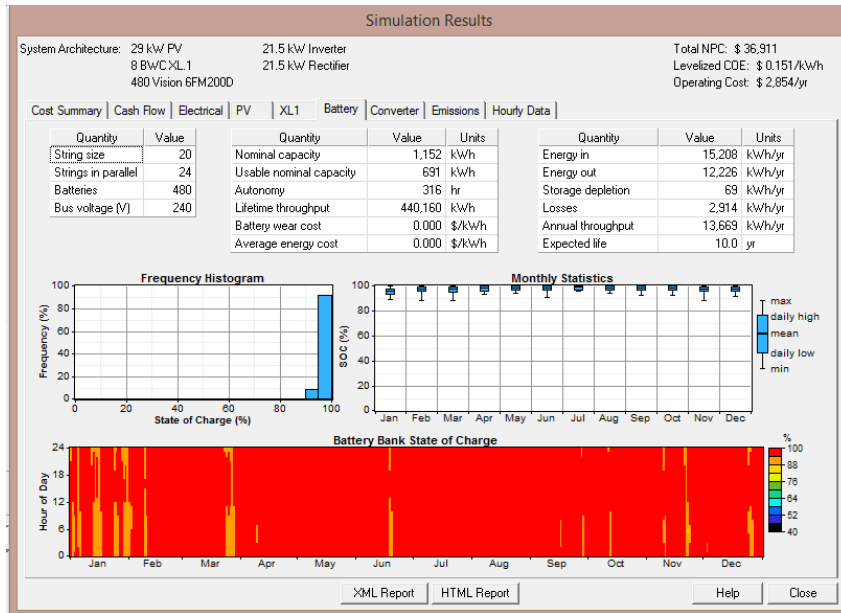 Simulation Results
System Architecture: 29 kW PV 21.5 kW Inverter Total NPC: $ 36,911
8 BWC XL.1 21.5 kW Rectifier Levelized COE: $ 0.151/kWh
480 Vision 6FM200D Operating Cost: $ 2,854/yr
Cost Summary Cash Flow Electrical PV XL1 Battery Converter Emissions Hourly Data
Quantity Value
String size 20
Strings in parallel 24
Batteries 480
Bus voltage (V) 240
Quantity Value Units
Nominal capacity 1,152 kWh
Usable nominal capacity 691 kWh
Autonomy 316 hr
Lifetime throughput 440,160 kWh
Battery wear cost 0.000 $/kWh
Average energy cost 0.000 $/kWh
Quantity Value Units
Energy in 15,208 kWh/yr
Energy out 12,226 kWh/yr
Storage depletion 69 kWh/yr
Losses 2,914 kWh/yr
Annual throughput 13,669 kWh/yr
Expected life 10.0 yr
Frequency Histogram
Frequency (%)
100
80
60
40
20
0
0 20 40 60 80 100
State of Charge (%)
Monthly Statistics
SOC (%)
100
80
60
40
20
0
Jan Feb Mar Apr May Jun Jul Aug Sep Oct Nov Dec
max
daily high
mean
daily low
min
Battery Bank State of Charge
Hour of Day
24
18
12
6
0
Jan Feb Mar Apr May Jun Jul Aug Sep Oct Nov Dec
%
100
88
76
64
52
40
XML Report HTML Report Help Close